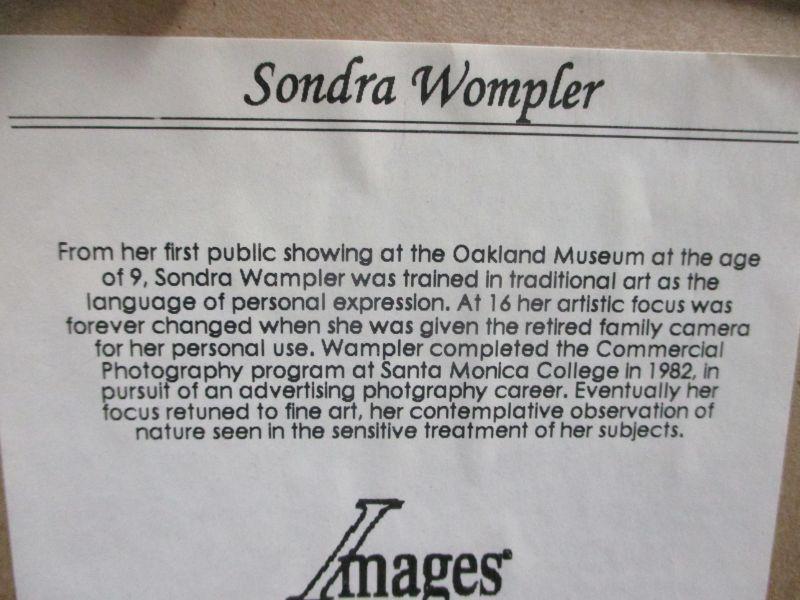 Sondra Wompler
From her first public showing at the Oakland Museum at the age
of 9, Sondra Wampler was trained in traditional art as the
language of personal expression. At 16 her artistic focus was
forever changed when she was given the retired family camera
for her personal use. Wampler completed the Commercial
Photography program at Santa Monica College in 1982, in
pursuit of an advertising photgraphy career. Eventually her
focus retuned to fine art, her contemplative observation of
nature seen in the sensitive treatment of her subjects.
Images